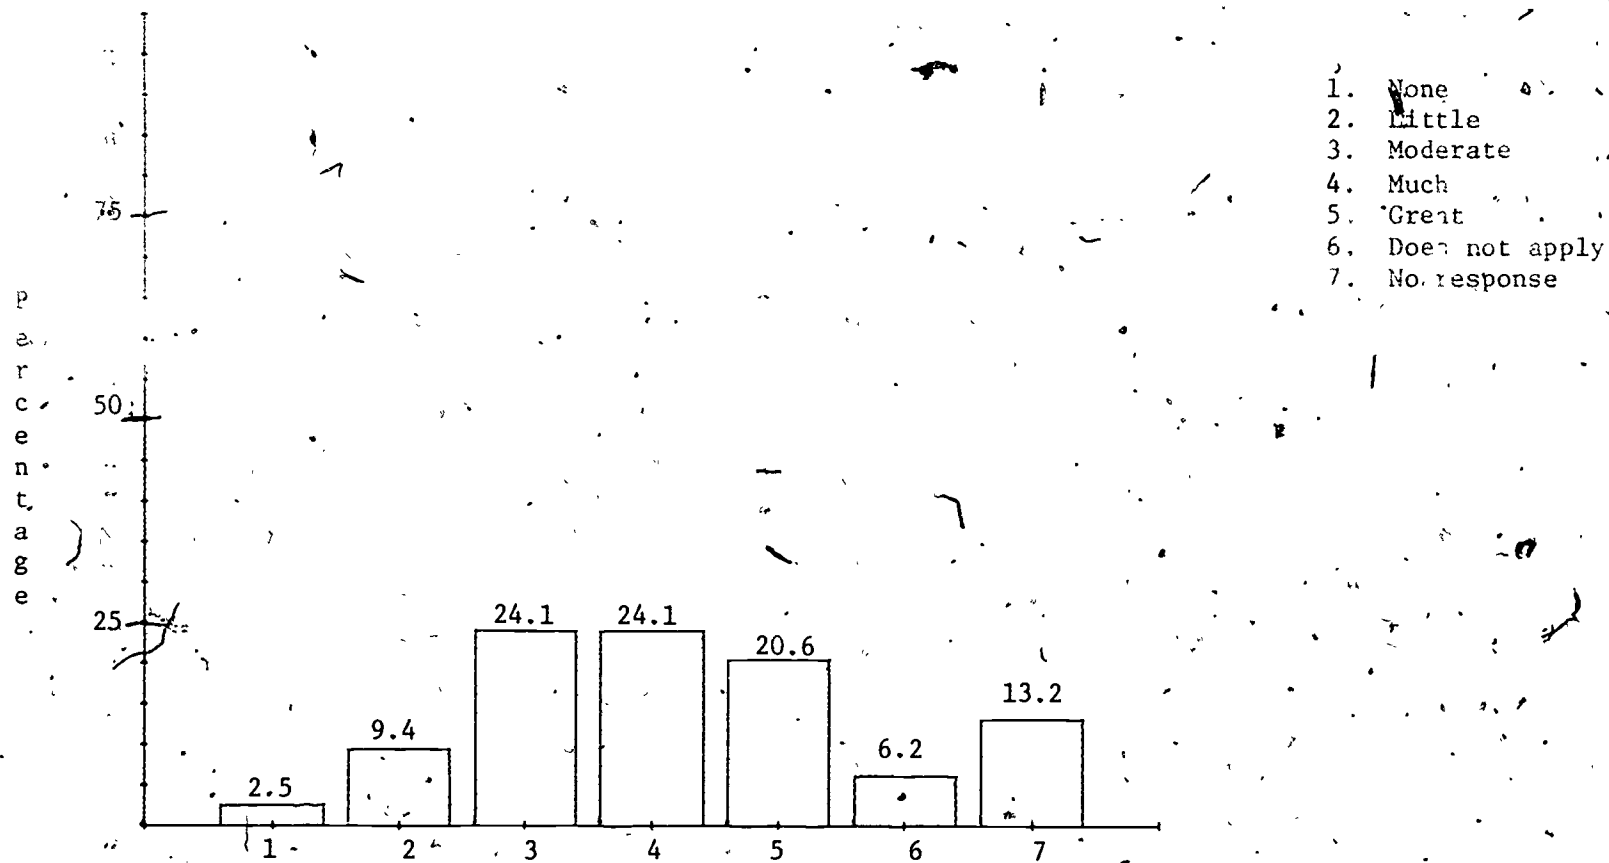 1. None
2. Little
3. Moderate
4. Much
75
5. Great
6. Does not apply
7. No response
Percentage
50
25
24.1 24.1
20.6
13.2
9.4
6.2
2.5
1 2 3 4 5 6 7